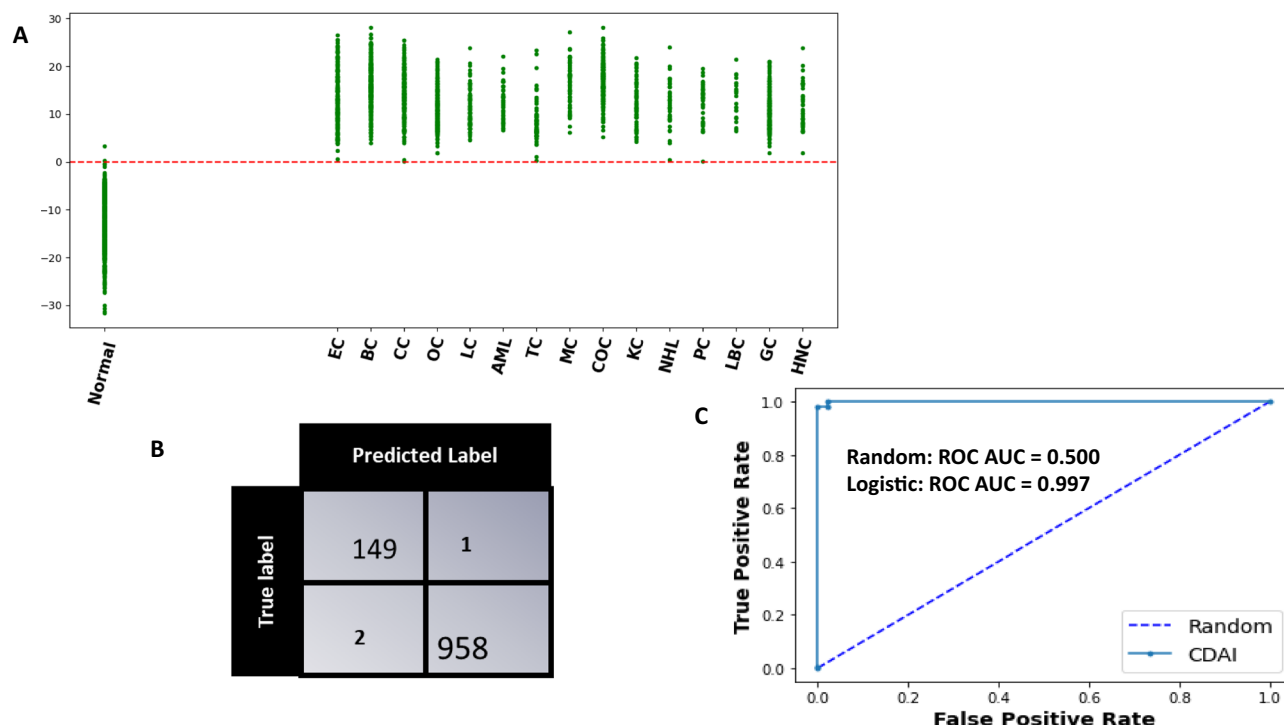 A
30
20
10
0
−10
−20
−30
Normal
EC
BC
CC
OC
LC
AML
TC
MC
COC
KC
NHL
PC
LBC
GC
HNC
B
Predicted Label
True label
149
1
2
958
C
True Positive Rate
1.0
0.8
0.6
0.4
0.2
0.0
Random: ROC AUC = 0.500
Logistic: ROC AUC = 0.997
Random
CDAI
0.0
0.2
0.4
0.6
0.8
1.0
False Positive Rate